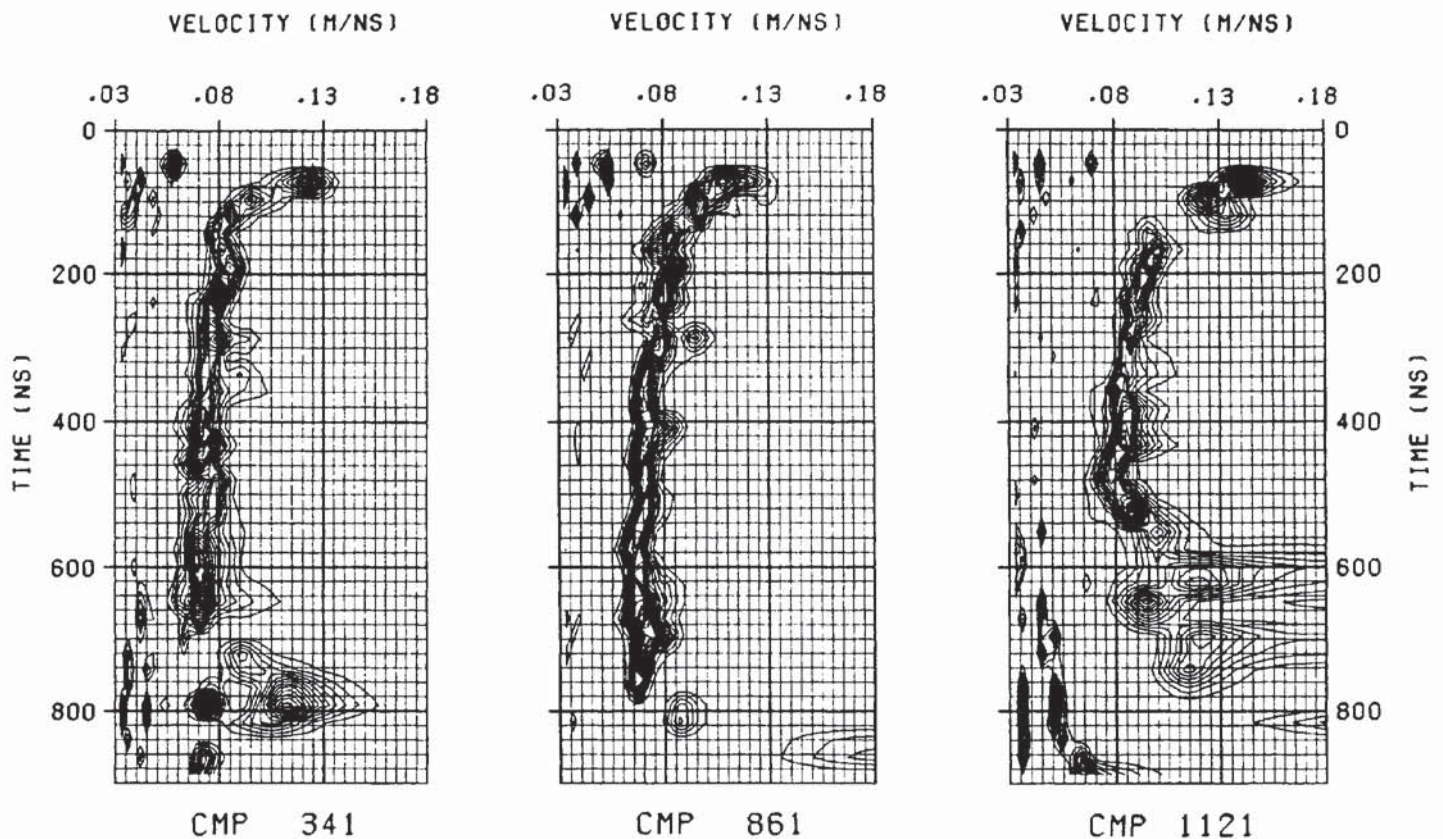 VELOCITY (M/NS) VELOCITY (M/NS) VELOCITY (M/NS)
.03 .08 .13 .18 .03 .08 .13 .18 .03 .08 .13 .18
0 0
200 200
400 400
600 600
800 800
TIME (NS)
TIME (NS)
CMP 341 CMP 861 CMP 1121